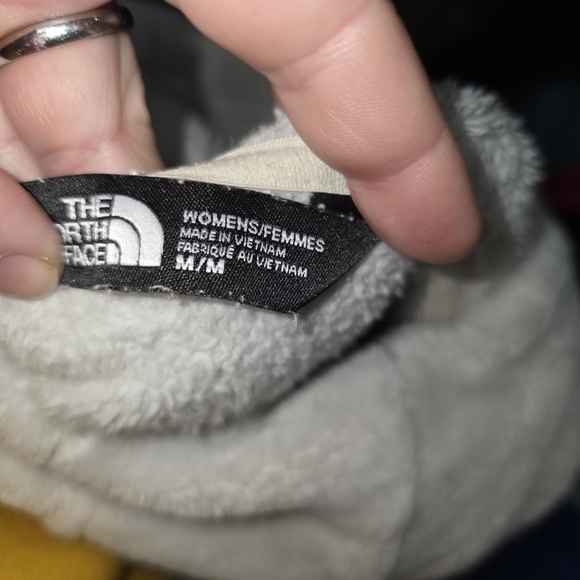 THE
ORTH
FACE
WOMENS/FEMMES
MADE IN VIETNAM
FABRIQUÉ AU VIETNAM
M/M